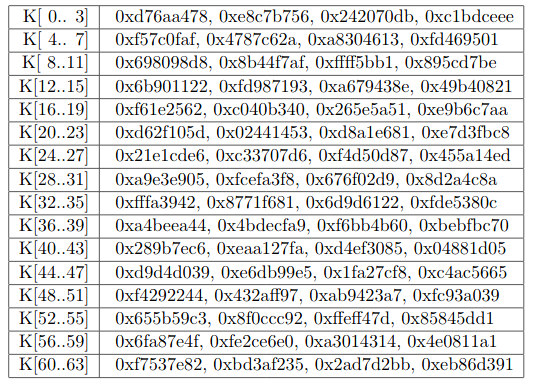 K[ 0.. 3] 0xd76aa478, 0xe8c7b756, 0x242070db, 0xc1bdceee
K[ 4.. 7] 0xf57c0faf, 0x4787c62a, 0xa8304613, 0xfd469501
K[ 8..11] 0x698098d8, 0x8b44f7af, 0xffff5bb1, 0x895cd7be
K[12..15] 0x6b901122, 0xfd987193, 0xa679438e, 0x49b40821
K[16..19] 0xf61e2562, 0xc040b340, 0x265e5a51, 0xe9b6c7aa
K[20..23] 0xd62f105d, 0x02441453, 0xd8a1e681, 0xe7d3fbc8
K[24..27] 0x21e1cde6, 0xc33707d6, 0xf4d50d87, 0x455a14ed
K[28..31] 0xa9e3e905, 0xfcefa3f8, 0x676f02d9, 0x8d2a4c8a
K[32..35] 0xfffa3942, 0x8771f681, 0x6d9d6122, 0xfde5380c
K[36..39] 0xa4beea44, 0x4bdecfa9, 0xf6bb4b60, 0xbebfbc70
K[40..43] 0x289b7ec6, 0xeaa127fa, 0xd4ef3085, 0x04881d05
K[44..47] 0xd9d4d039, 0xe6db99e5, 0x1fa27cf8, 0xc4ac5665
K[48..51] 0xf4292244, 0x432aff97, 0xab9423a7, 0xfc93a039
K[52..55] 0x655b59c3, 0x8f0ccc92, 0xffeff47d, 0x85845dd1
K[56..59] 0x6fa87e4f, 0xfe2ce6e0, 0xa3014314, 0x4e0811a1
K[60..63] 0xf7537e82, 0xbd3af235, 0x2ad7d2bb, 0xeb86d391